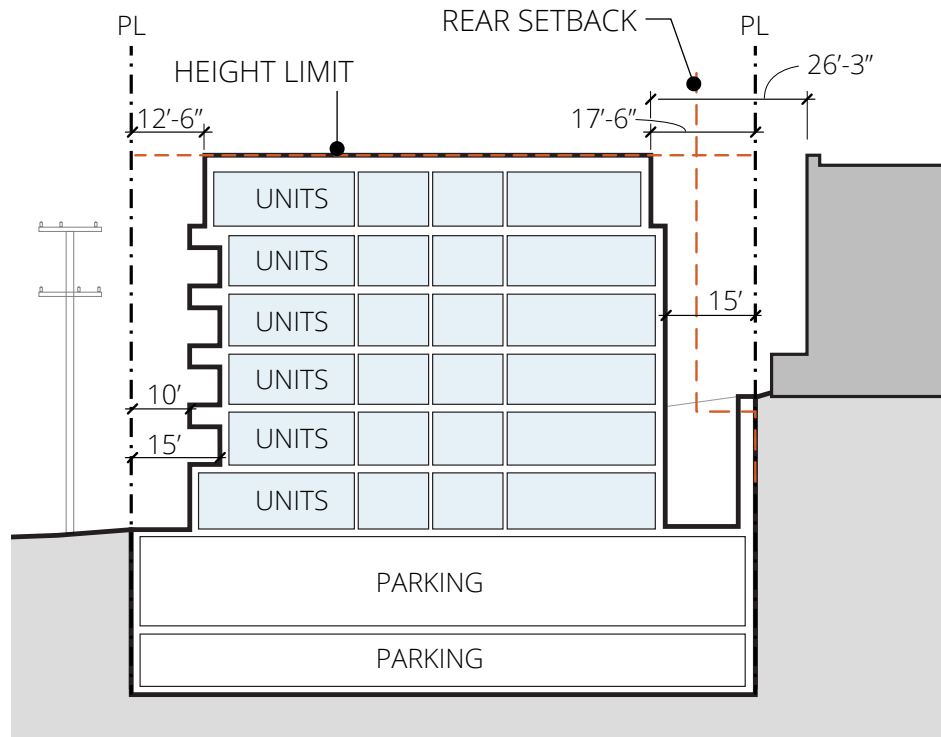 REAR SETBACK
PL
PL
26′-3″
HEIGHT LIMIT
12′-6″
17′-6″
UNITS
UNITS
UNITS
15′
UNITS
10′
UNITS
15′
UNITS
PARKING
PARKING